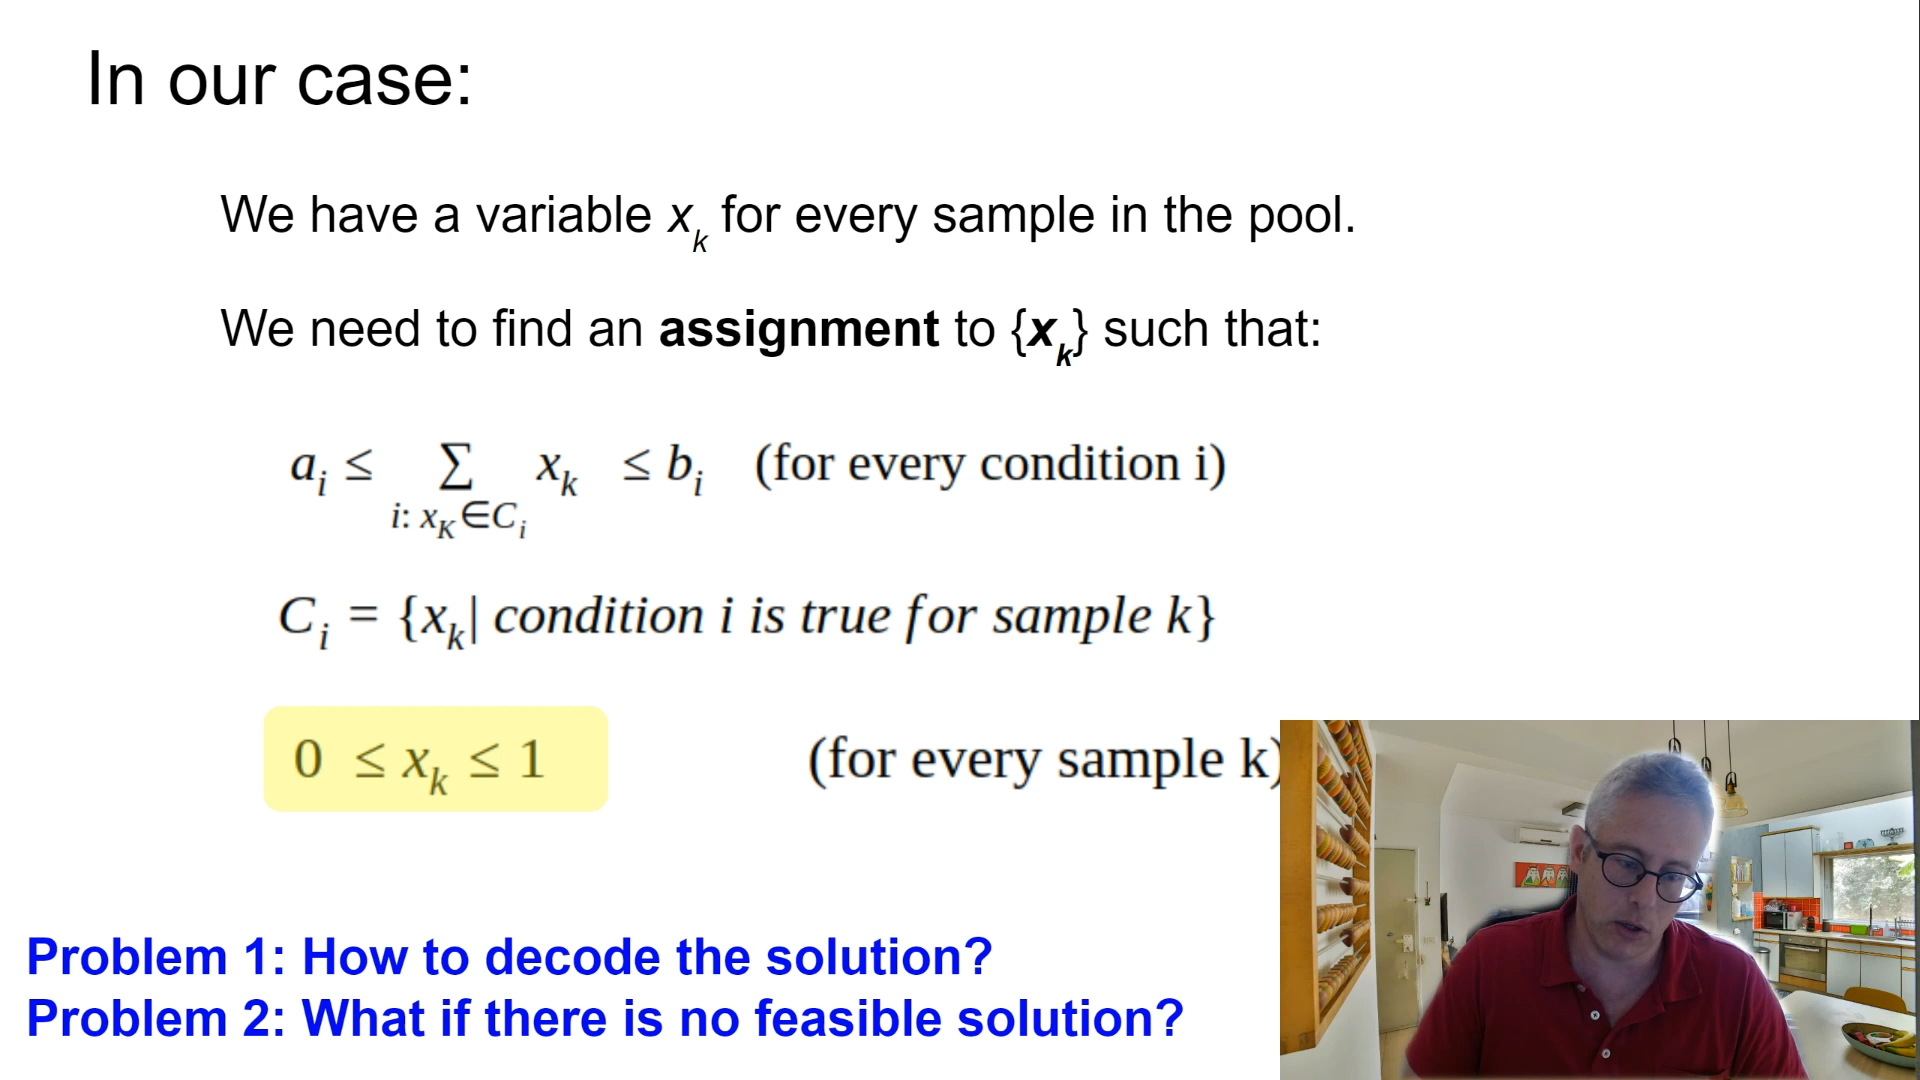 In our case:
We have a variable xₖ for every sample in the pool.
We need to find an assignment to {xₖ} such that:
aᵢ ≤ ∑ xₖ ≤ bᵢ (for every condition i)
i: x_K∈Cᵢ
Cᵢ = {xₖ| condition i is true for sample k}
0 ≤ xₖ ≤ 1 (for every sample k)
Problem 1: How to decode the solution?
Problem 2: What if there is no feasible solution?